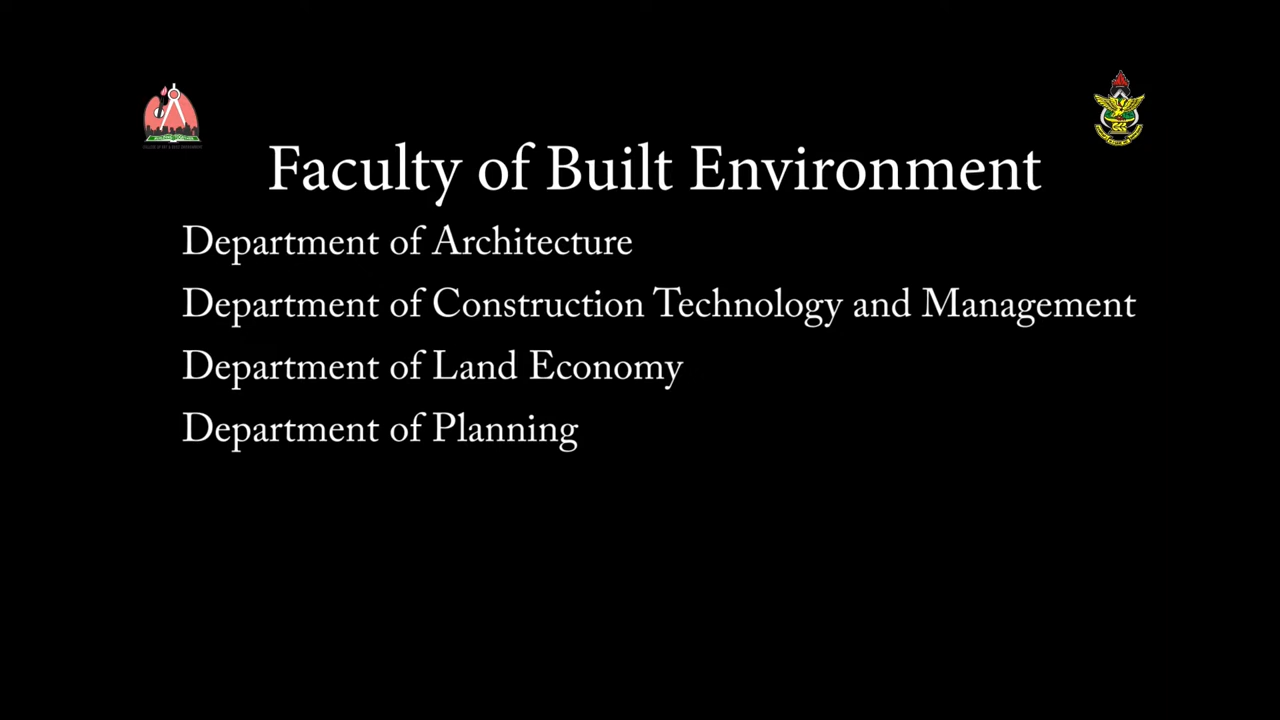 Faculty of Built Environment
Department of Architecture
Department of Construction Technology and Management
Department of Land Economy
Department of Planning